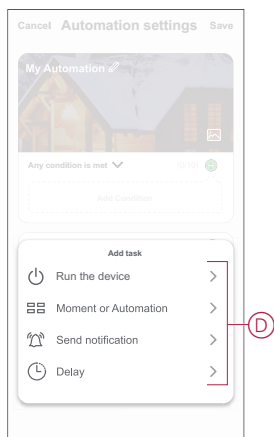 Cancel Automation settings Save
My Automation
Any condition is met
Add Condition
Add task
Run the device
Moment or Automation
Send notification
Delay
D